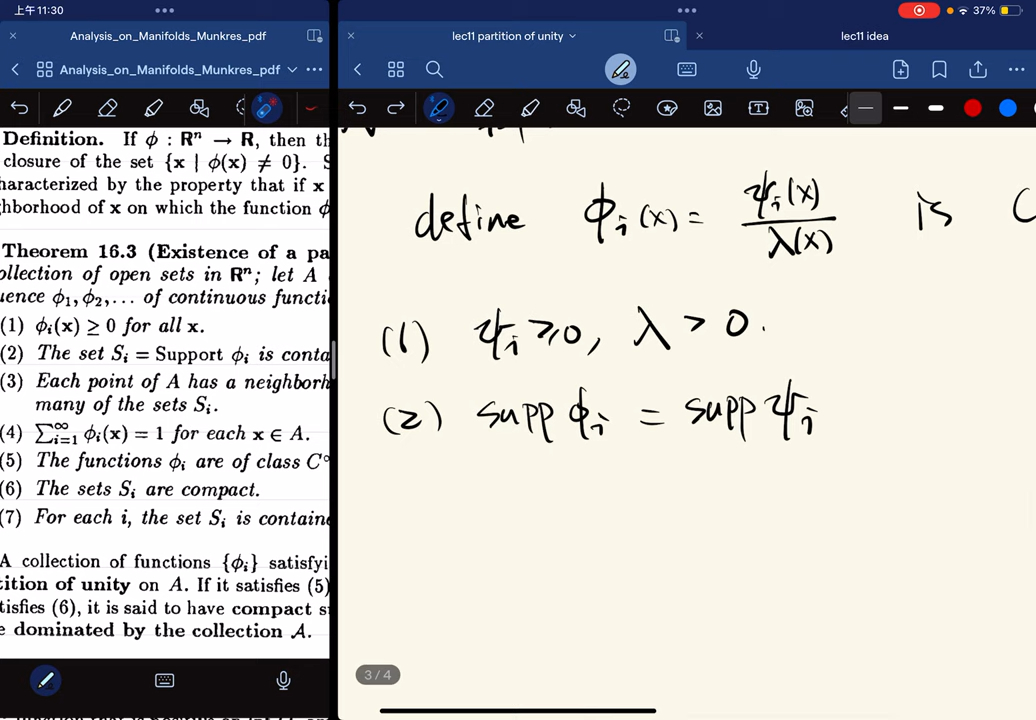 上午11:30
37%
Analysis_on_Manifolds_Munkres_pdf
lec11 partition of unity
lec11 idea
Analysis_on_Manifolds_Munkres_pdf
Definition. If ϕ : Rⁿ → R, then th
closure of the set {x | ϕ(x) ≠ 0}. S
haracterized by the property that if x
ghborhood of x on which the function ϕ
Theorem 16.3 (Existence of a pa
ollection of open sets in Rⁿ; let A
uence ϕ₁, ϕ₂, ... of continuous functi
(1) ϕᵢ(x) ≥ 0 for all x.
(2) The set Sᵢ = Support ϕᵢ is conta
(3) Each point of A has a neighborh
many of the sets Sᵢ.
(4) ∑ᵢ₌₁^∞ ϕᵢ(x) = 1 for each x ∈ A.
(5) The functions ϕᵢ are of class C^∞
(6) The sets Sᵢ are compact.
(7) For each i, the set Sᵢ is containe
A collection of functions {ϕᵢ} satisfyi
tition of unity on A. If it satisfies (5)
tisfies (6), it is said to have compact s
e dominated by the collection 𝒜.
define ϕᵢ(x) = ψᵢ(x)/λ(x) is C
(1) ψᵢ ≥ 0, λ > 0.
(2) supp ϕᵢ = supp ψᵢ
3 / 4